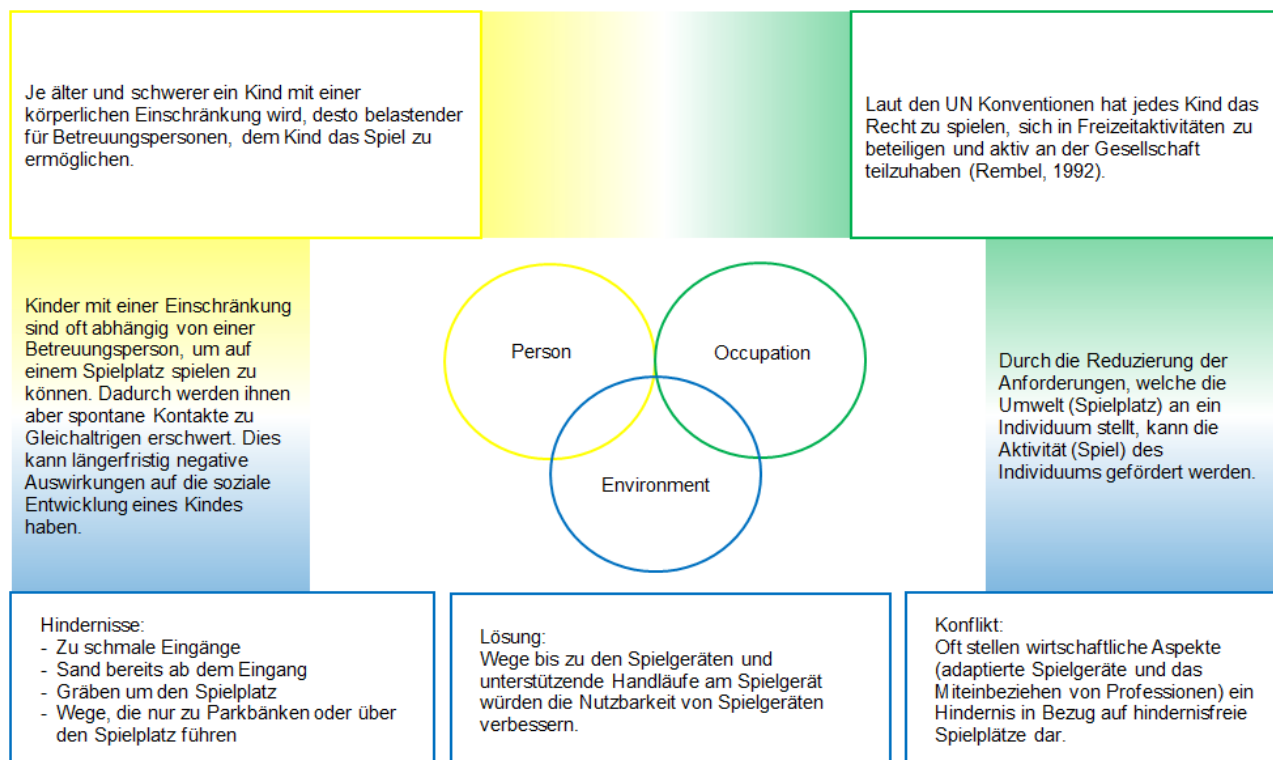 Je älter und schwerer ein Kind mit einer
körperlichen Einschränkung wird, desto belastender
für Betreuungspersonen, dem Kind das Spiel zu
ermöglichen.
Laut den UN Konventionen hat jedes Kind das
Recht zu spielen, sich in Freizeitaktivitäten zu
beteiligen und aktiv an der Gesellschaft
teilzuhaben (Rembel, 1992).
Kinder mit einer Einschränkung
sind oft abhängig von einer
Betreuungsperson, um auf
einem Spielplatz spielen zu
können. Dadurch werden ihnen
aber spontane Kontakte zu
Gleichaltrigen erschwert. Dies
kann längerfristig negative
Auswirkungen auf die soziale
Entwicklung eines Kindes
haben.
Person
Occupation
Environment
Durch die Reduzierung der
Anforderungen, welche die
Umwelt (Spielplatz) an ein
Individuum stellt, kann die
Aktivität (Spiel) des
Individuums gefördert werden.
Hindernisse:
- Zu schmale Eingänge
- Sand bereits ab dem Eingang
- Gräben um den Spielplatz
- Wege, die nur zu Parkbänken oder über
den Spielplatz führen
Lösung:
Wege bis zu den Spielgeräten und
unterstützende Handläufe am Spielgerät
würden die Nutzbarkeit von Spielgeräten
verbessern.
Konflikt:
Oft stellen wirtschaftliche Aspekte
(adaptierte Spielgeräte und das
Miteinbeziehen von Professionen) ein
Hindernis in Bezug auf hindernisfreie
Spielplätze dar.